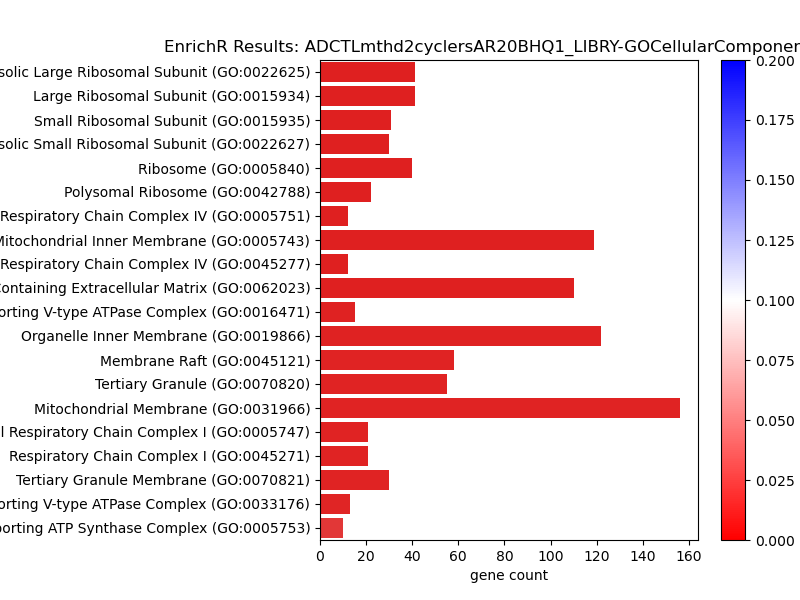 EnrichR Results: ADCTLmthd2cyclersAR20BHQ1_LIBRY-GOCellularCompone
solic Large Ribosomal Subunit (GO:0022625)
Large Ribosomal Subunit (GO:0015934)
Small Ribosomal Subunit (GO:0015935)
solic Small Ribosomal Subunit (GO:0022627)
Ribosome (GO:0005840)
Polysomal Ribosome (GO:0042788)
Respiratory Chain Complex IV (GO:0005751)
Mitochondrial Inner Membrane (GO:0005743)
Respiratory Chain Complex IV (GO:0045277)
Containing Extracellular Matrix (GO:0062023)
orting V-type ATPase Complex (GO:0016471)
Organelle Inner Membrane (GO:0019866)
Membrane Raft (GO:0045121)
Tertiary Granule (GO:0070820)
Mitochondrial Membrane (GO:0031966)
l Respiratory Chain Complex I (GO:0005747)
Respiratory Chain Complex I (GO:0045271)
Tertiary Granule Membrane (GO:0070821)
orting V-type ATPase Complex (GO:0033176)
orting ATP Synthase Complex (GO:0005753)
0 20 40 60 80 100 120 140 160
gene count
0.200
0.175
0.150
0.125
0.100
0.075
0.050
0.025
0.000